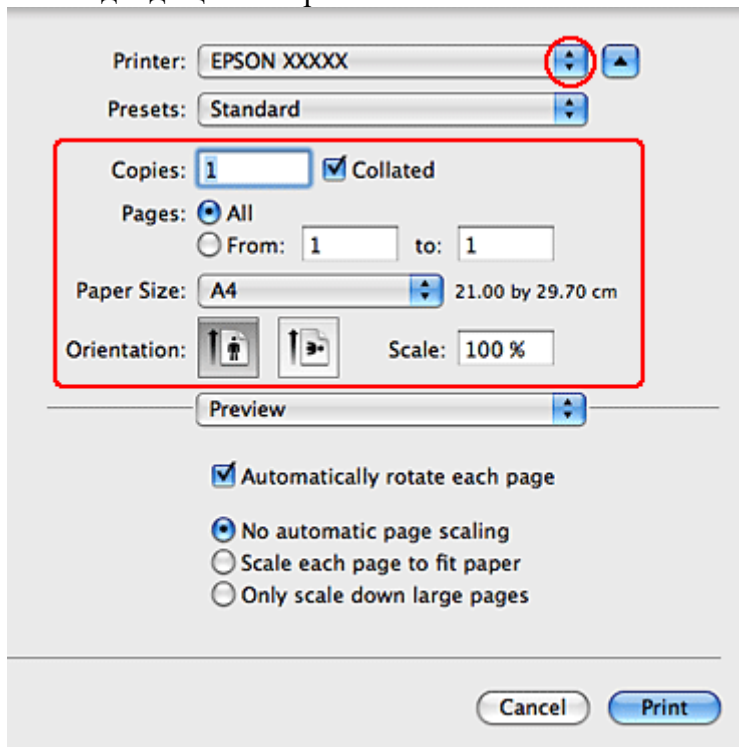 Printer: EPSON XXXXX
Presets: Standard
Copies: 1 Collated
Pages: All
From: 1 to: 1
Paper Size: A4 21.00 by 29.70 cm
Orientation: Scale: 100 %
Preview
Automatically rotate each page
No automatic page scaling
Scale each page to fit paper
Only scale down large pages
Cancel Print